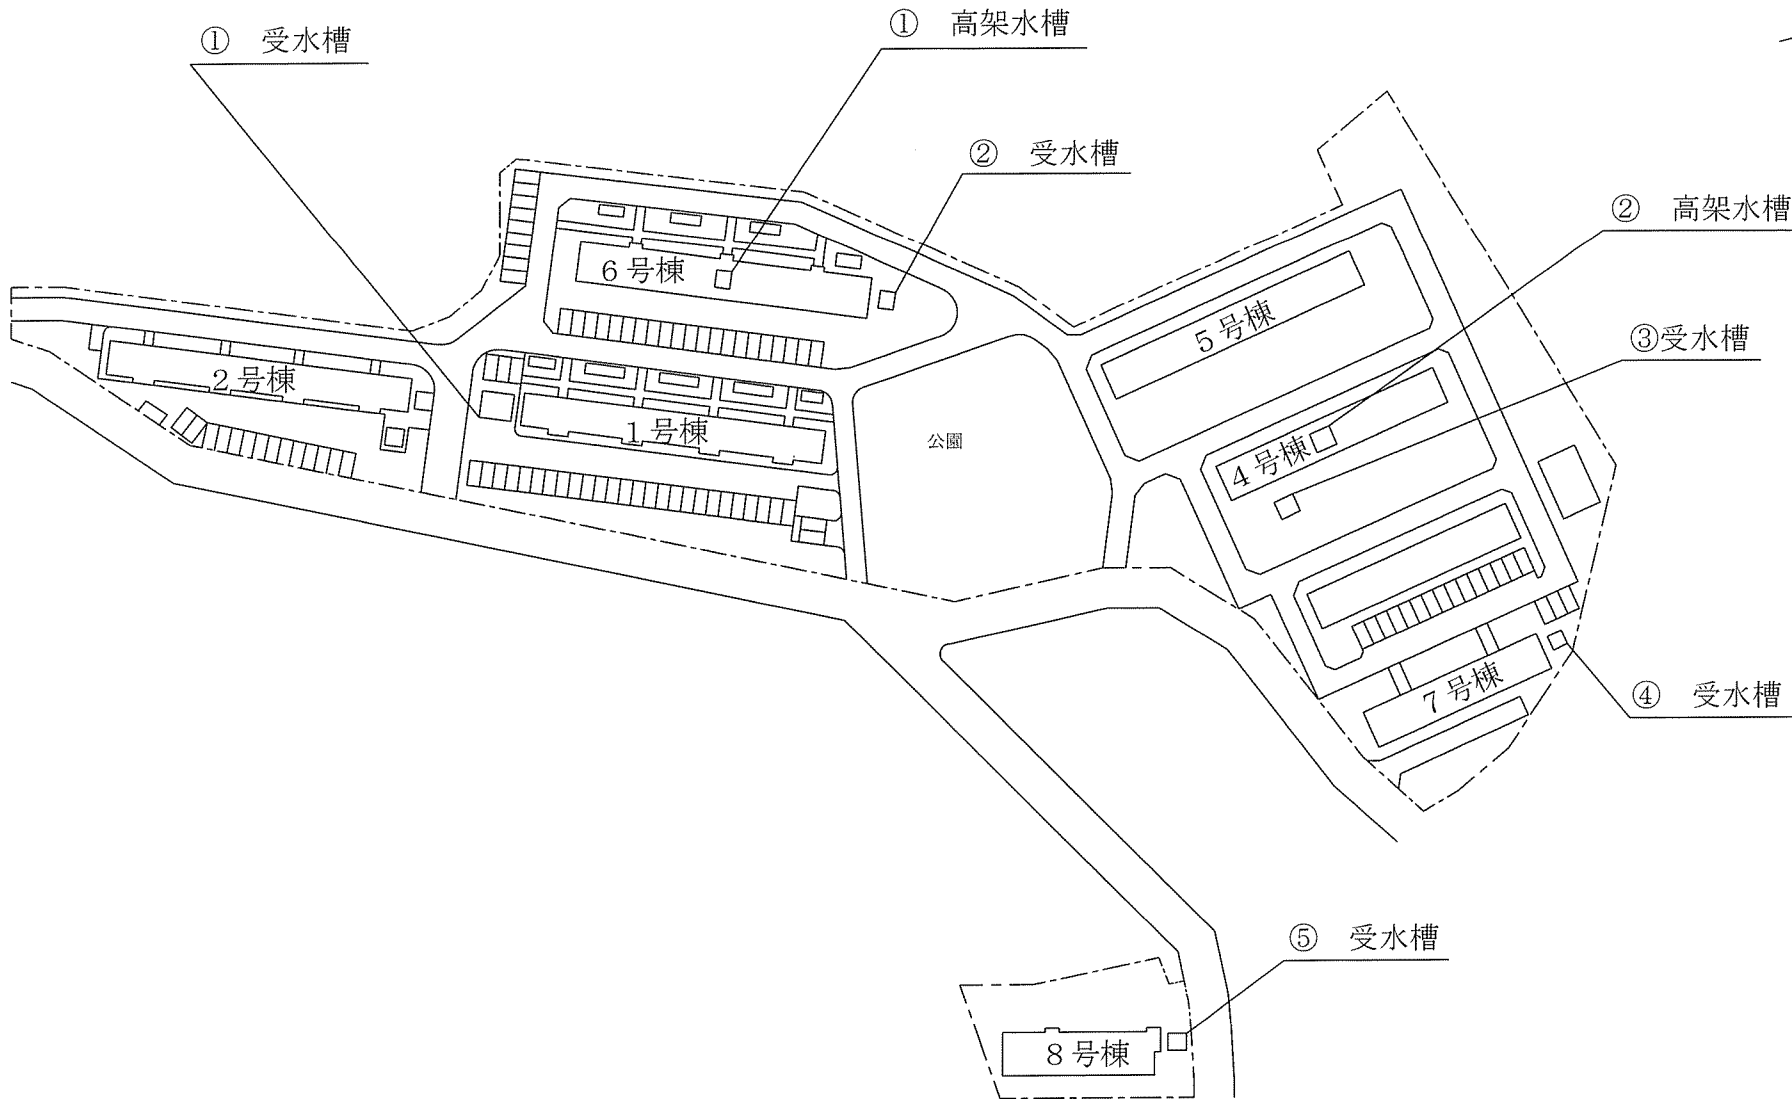 ① 高架水槽
① 受水槽
② 受水槽
② 高架水槽
6号棟
5号棟
③受水槽
2号棟
1号棟
公園
4号棟
7号棟
④ 受水槽
⑤ 受水槽
8号棟